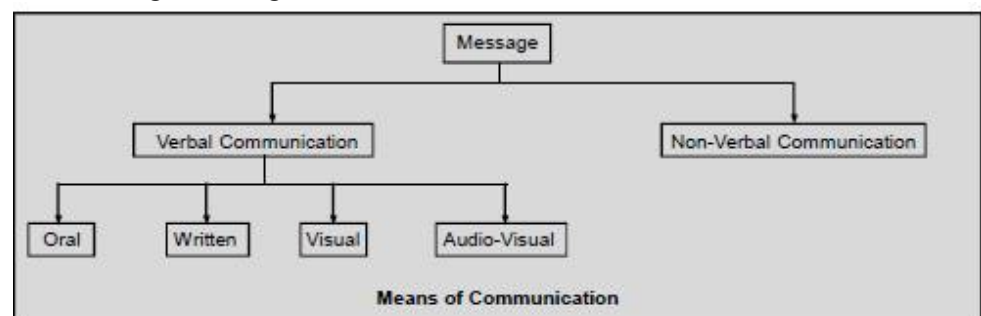 Message
Verbal Communication
Non-Verbal Communication
Oral
Written
Visual
Audio-Visual
Means of Communication